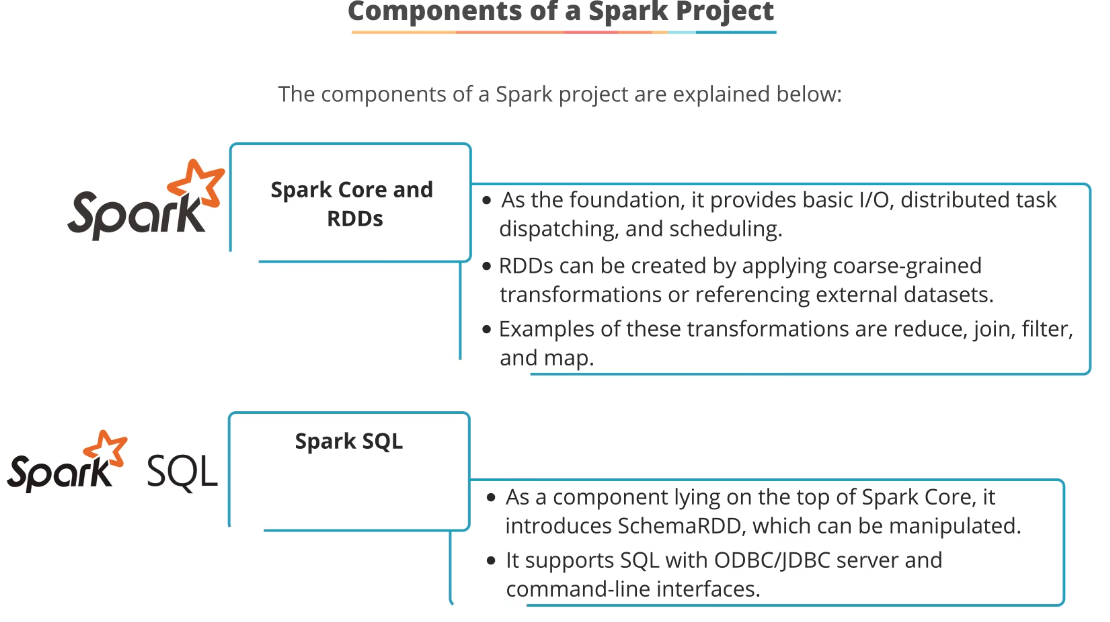 Components of a Spark Project
The components of a Spark project are explained below:
Spark
Spark Core and
RDDs
• As the foundation, it provides basic I/O, distributed task
dispatching, and scheduling.
• RDDs can be created by applying coarse-grained
transformations or referencing external datasets.
• Examples of these transformations are reduce, join, filter,
and map.
Spark SQL
Spark SQL
• As a component lying on the top of Spark Core, it
introduces SchemaRDD, which can be manipulated.
• It supports SQL with ODBC/JDBC server and
command-line interfaces.